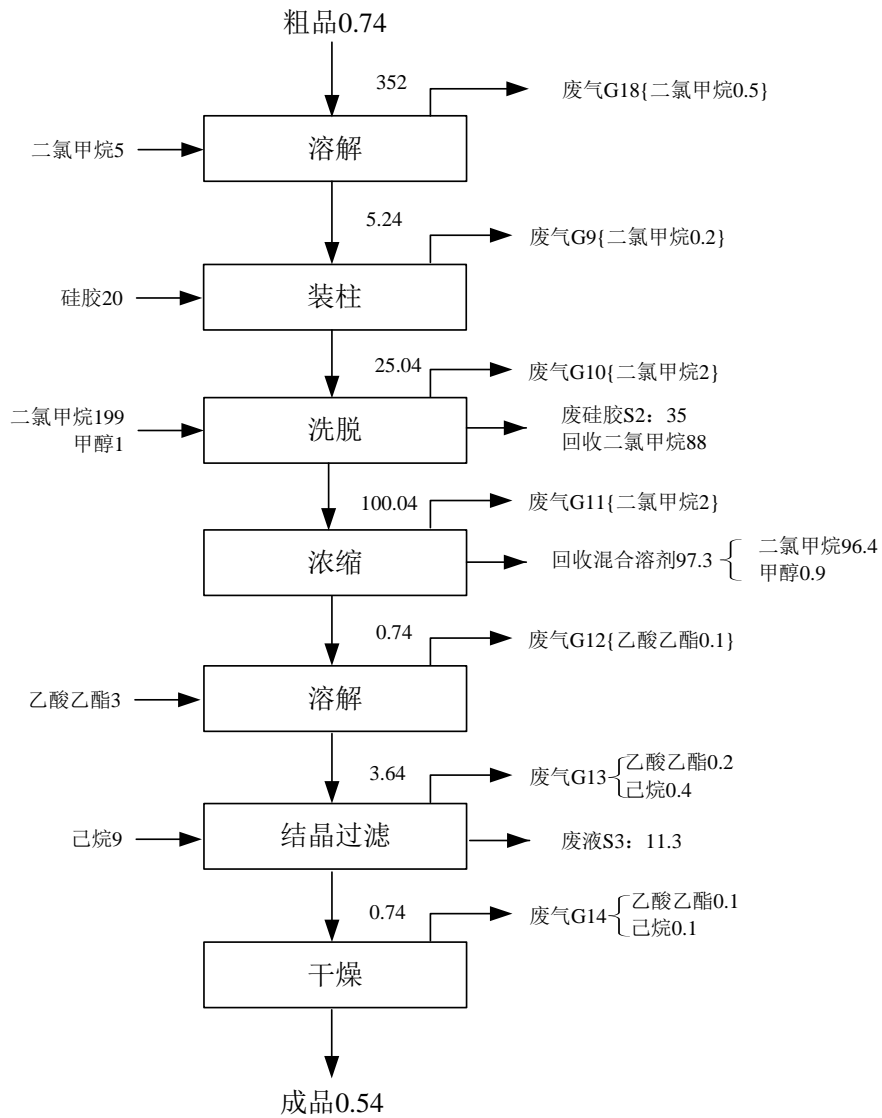 粗品0.74
352
废气G18{二氯甲烷0.5}
二氯甲烷5
溶解
5.24
废气G9{二氯甲烷0.2}
硅胶20
装柱
25.04
废气G10{二氯甲烷2}
二氯甲烷199
甲醇1
洗脱
废硅胶S2：35
回收二氯甲烷88
100.04
废气G11{二氯甲烷2}
浓缩
回收混合溶剂97.3
二氯甲烷96.4
甲醇0.9
0.74
废气G12{乙酸乙酯0.1}
乙酸乙酯3
溶解
3.64
废气G13
乙酸乙酯0.2
己烷0.4
己烷9
结晶过滤
废液S3：11.3
0.74
废气G14
乙酸乙酯0.1
己烷0.1
干燥
成品0.54